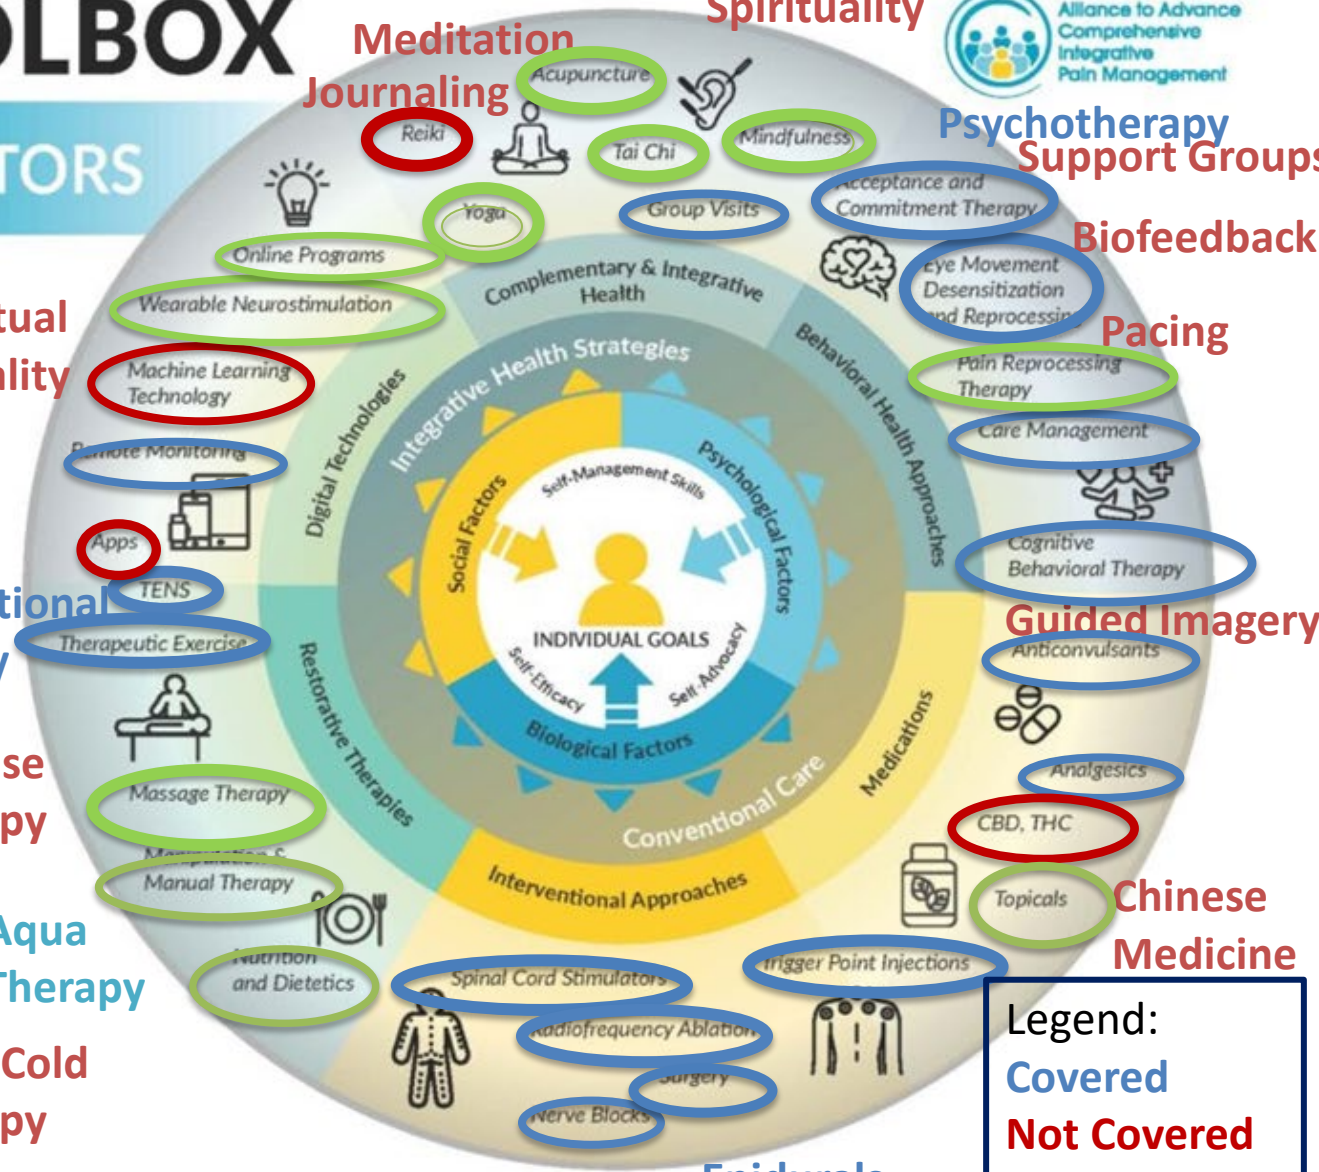 OLBOX
TORS
Spirituality
Meditation
Journaling
Alliance to Advance
Comprehensive
Integrative
Pain Management
Psychotherapy
Support Groups
Biofeedback
Pacing
Guided Imagery
Chinese
Medicine
Acupuncture
Reiki
Tai Chi
Mindfulness
Yoga
Group Visits
Acceptance and
Commitment Therapy
Eye Movement
Desensitization
and Reprocessing
Pain Reprocessing
Therapy
Care Management
Cognitive
Behavioral Therapy
Anticonvulsants
Analgesics
CBD, THC
Topicals
Trigger Point Injections
Spinal Cord Stimulators
Radiofrequency Ablation
Surgery
Nerve Blocks
Epidurals
Online Programs
Wearable Neurostimulation
Machine Learning
Technology
Remote Monitoring
Apps
TENS
Therapeutic Exercise
Massage Therapy
Manipulation &
Manual Therapy
Nutrition
and Dietetics
tual
ality
tional
y
se
py
Aqua
Therapy
Cold
py
Complementary & Integrative
Health
Behavioral Health Approaches
Medications
Interventional Approaches
Restorative Therapies
Digital Technologies
Integrative Health Strategies
Conventional Care
Social Factors
Psychological Factors
Biological Factors
Self-Management Skills
Self-Efficacy
Self-Advocacy
INDIVIDUAL GOALS
Legend:
Covered
Not Covered